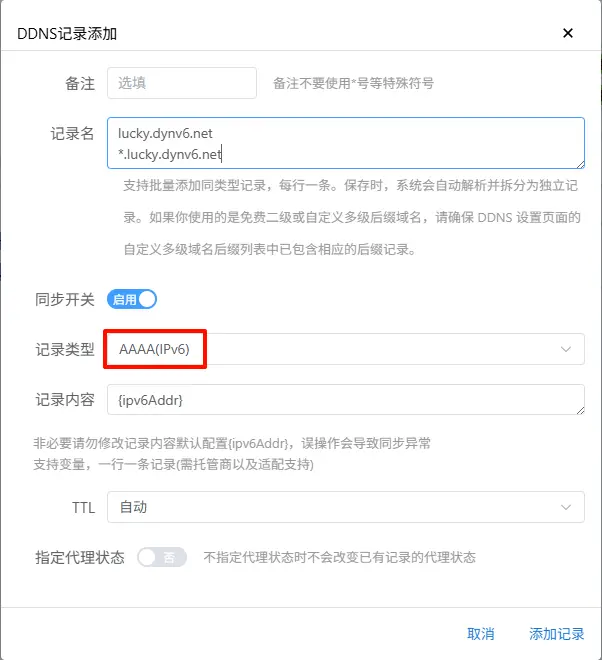 DDNS记录添加
备注 选填 备注不要使用*号等特殊符号
记录名 lucky.dynv6.net
*.lucky.dynv6.net
支持批量添加同类型记录，每行一条。保存时，系统会自动解析并拆分为独立记
录。如果你使用的是免费二级或自定义多级后缀域名，请确保 DDNS 设置页面的
自定义多级域名后缀列表中已包含相应的后缀记录。
同步开关 启用
记录类型 AAAA(IPv6)
记录内容 {ipv6Addr}
非必要请勿修改记录内容默认配置{ipv6Addr}，误操作会导致同步异常
支持变量，一行一条记录(需托管商以及适配支持)
TTL 自动
指定代理状态 否 不指定代理状态时不会改变已有记录的代理状态
取消 添加记录